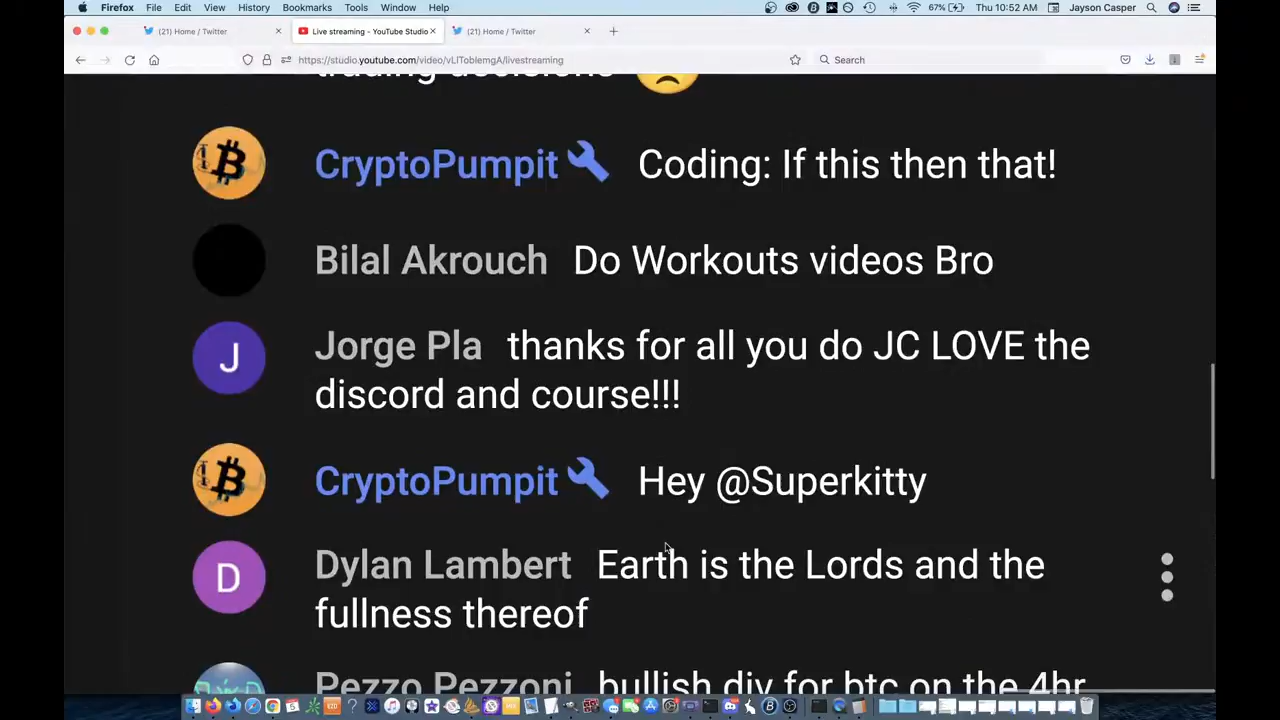 Firefox File Edit View History Bookmarks Tools Window Help 67% Thu 10:52 AM Jayson Casper
(21) Home / Twitter Live streaming - YouTube Studio (21) Home / Twitter
https://studio.youtube.com/video/vLlToblemgA/livestreaming Search
trading decisions
CryptoPumpit Coding: If this then that!
Bilal Akrouch Do Workouts videos Bro
J
Jorge Pla thanks for all you do JC LOVE the
discord and course!!!
CryptoPumpit Hey @Superkitty
D
Dylan Lambert Earth is the Lords and the
fullness thereof
Pezzo Pezzoni bullish div for btc on the 4hr